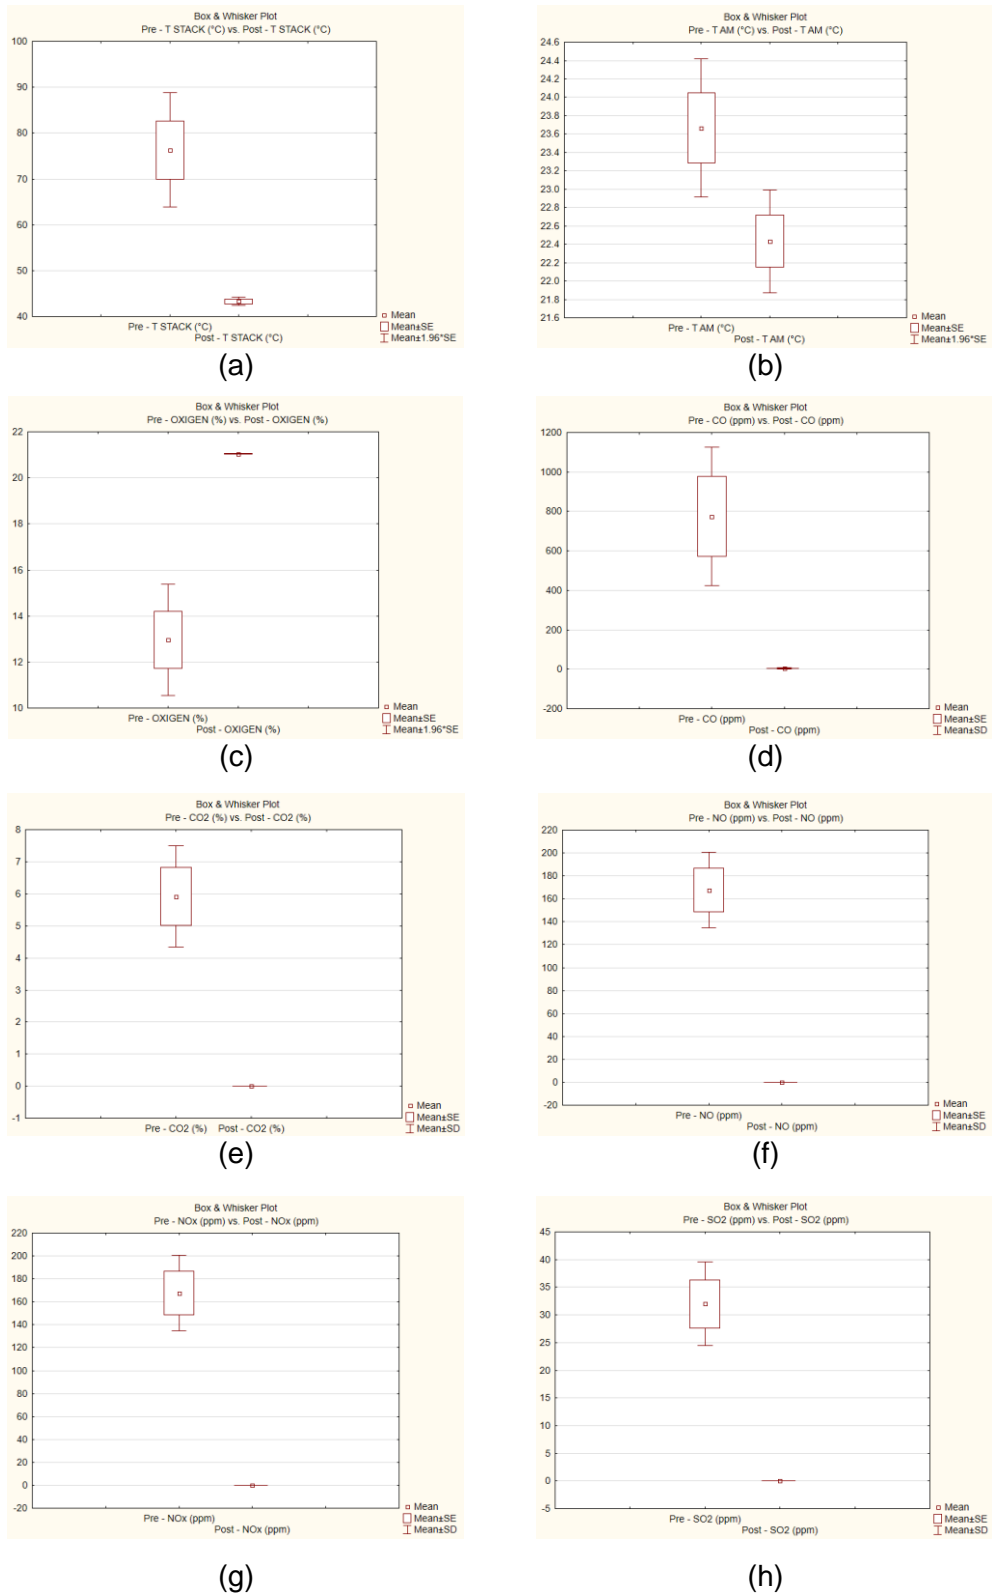 Box & Whisker Plot
Pre - T STACK (°C) vs. Post - T STACK (°C)
100
90
80
70
60
50
40
Pre - T STACK (°C)
Post - T STACK (°C)
Mean
Mean±SE
Mean±1.96*SE
(a)
Box & Whisker Plot
Pre - T AM (°C) vs. Post - T AM (°C)
24.6
24.4
24.2
24.0
23.8
23.6
23.4
23.2
23.0
22.8
22.6
22.4
22.2
22.0
21.8
21.6
Pre - T AM (°C)
Post - T AM (°C)
Mean
Mean±SE
Mean±1.96*SE
(b)
Box & Whisker Plot
Pre - OXIGEN (%) vs. Post - OXIGEN (%)
22
20
18
16
14
12
10
Pre - OXIGEN (%)
Post - OXIGEN (%)
Mean
Mean±SE
Mean±1.96*SE
(c)
Box & Whisker Plot
Pre - CO (ppm) vs. Post - CO (ppm)
1200
1000
800
600
400
200
0
-200
Pre - CO (ppm)
Post - CO (ppm)
Mean
Mean±SE
Mean±SD
(d)
Box & Whisker Plot
Pre - CO2 (%) vs. Post - CO2 (%)
8
7
6
5
4
3
2
1
0
-1
Pre - CO2 (%) Post - CO2 (%)
Mean
Mean±SE
Mean±SD
(e)
Box & Whisker Plot
Pre - NO (ppm) vs. Post - NO (ppm)
220
200
180
160
140
120
100
80
60
40
20
0
-20
Pre - NO (ppm)
Post - NO (ppm)
Mean
Mean±SE
Mean±SD
(f)
Box & Whisker Plot
Pre - NOx (ppm) vs. Post - NOx (ppm)
220
200
180
160
140
120
100
80
60
40
20
0
-20
Pre - NOx (ppm)
Post - NOx (ppm)
Mean
Mean±SE
Mean±SD
(g)
Box & Whisker Plot
Pre - SO2 (ppm) vs. Post - SO2 (ppm)
45
40
35
30
25
20
15
10
5
0
-5
Pre - SO2 (ppm)
Post - SO2 (ppm)
Mean
Mean±SE
Mean±SD
(h)